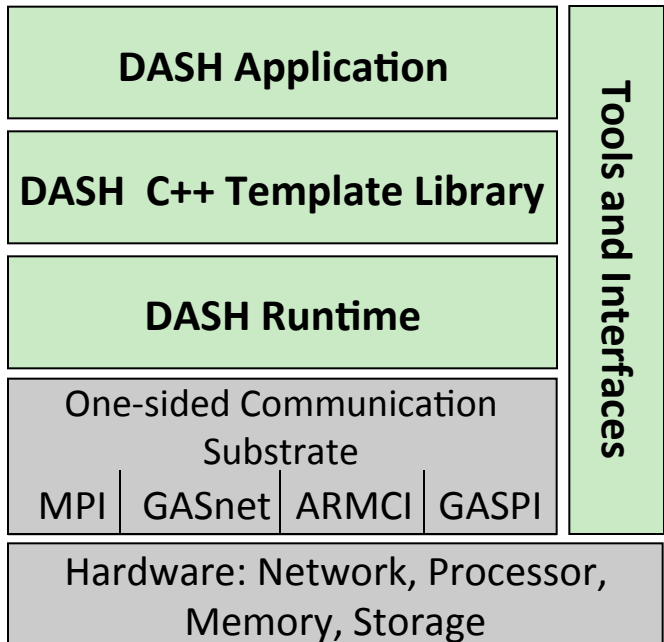 DASH Application
DASH  C++ Template Library
DASH Runtime
One-sided Communication
Substrate
MPI
GASnet
ARMCI
GASPI
Tools and Interfaces
Hardware: Network, Processor,
Memory, Storage